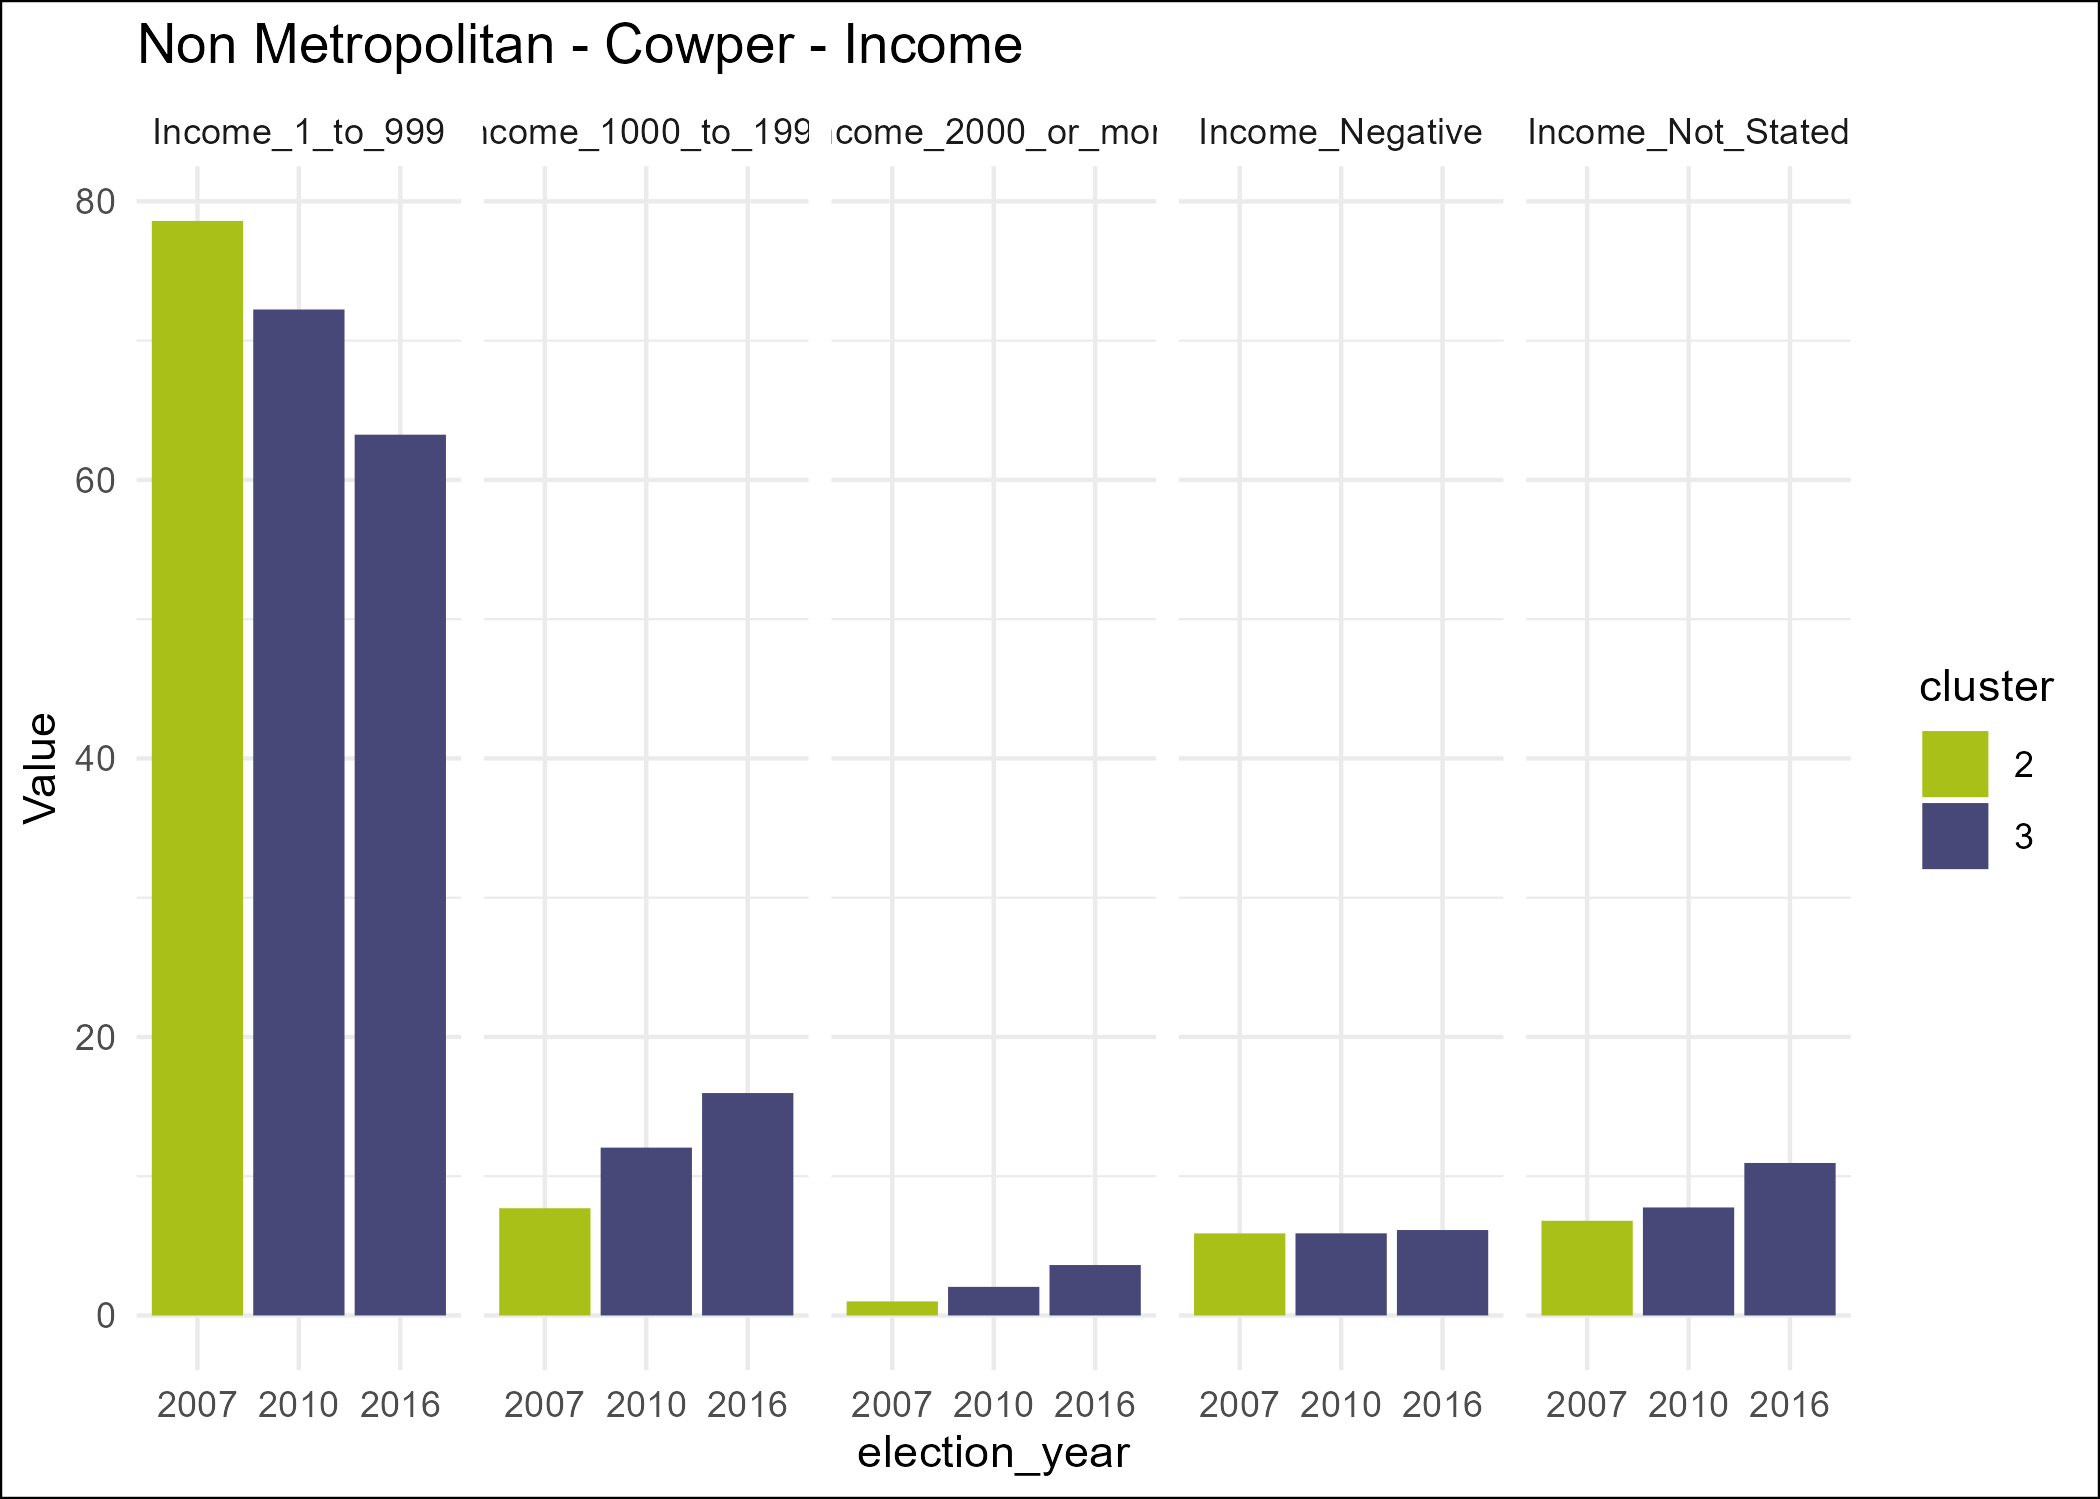 Non Metropolitan - Cowper - Income
Income_1_to_999 ncome_1000_to_199 come_2000_or_mor Income_Negative Income_Not_Stated
80
60
40
20
0
Value
2007 2010 2016 2007 2010 2016 2007 2010 2016 2007 2010 2016 2007 2010 2016
election_year
cluster
2
3